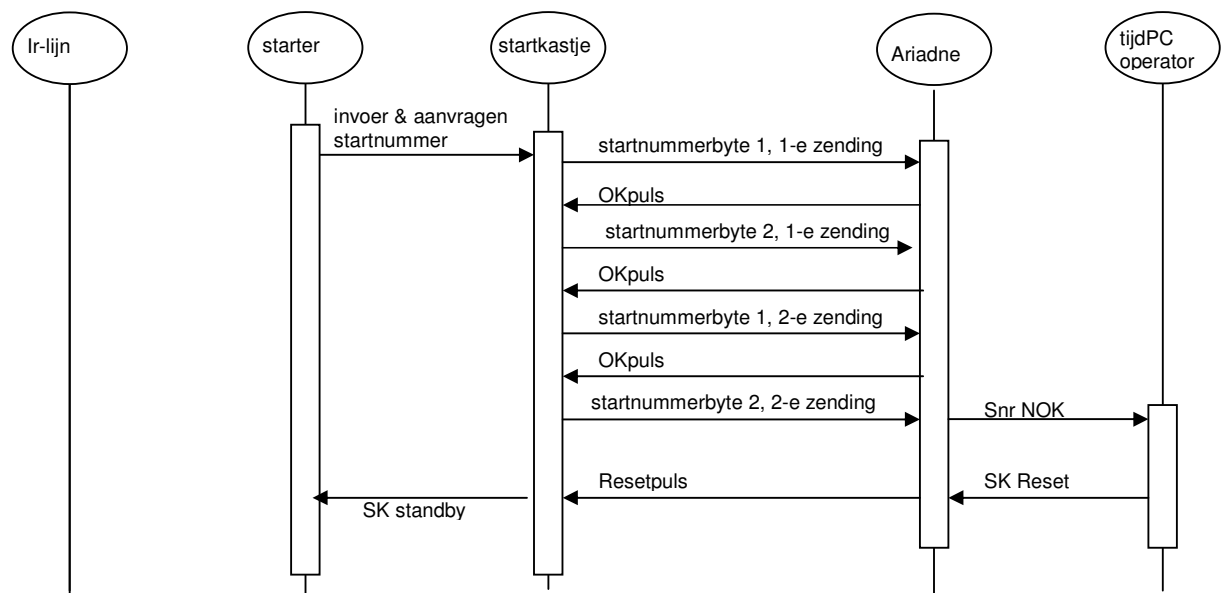 Ir-lijn
starter
startkastje
Ariadne
tijdPC
operator
invoer & aanvragen
startnummer
startnummerbyte 1, 1-e zending
OKpuls
startnummerbyte 2, 1-e zending
OKpuls
startnummerbyte 1, 2-e zending
OKpuls
startnummerbyte 2, 2-e zending
Snr NOK
SK Reset
Resetpuls
SK standby